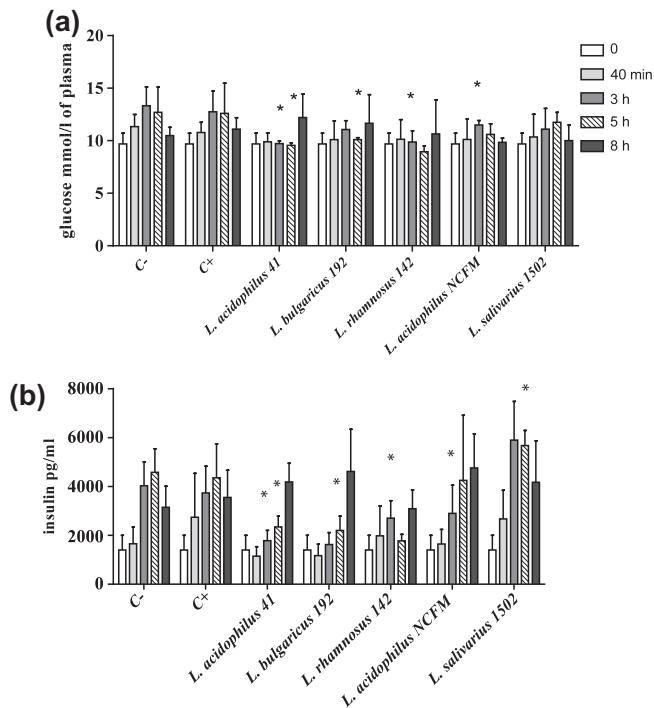 (a)
glucose mmol/l of plasma
20
15
10
5
0
* * * * *
0
40 min
3 h
5 h
8 h
C-
C+
L. acidophilus 41
L. bulgaricus 192
L. rhamnosus 142
L. acidophilus NCFM
L. salivarius 1502
(b)
insulin pg/ml
8000
6000
4000
2000
0
* * * * * *
C-
C+
L. acidophilus 41
L. bulgaricus 192
L. rhamnosus 142
L. acidophilus NCFM
L. salivarius 1502